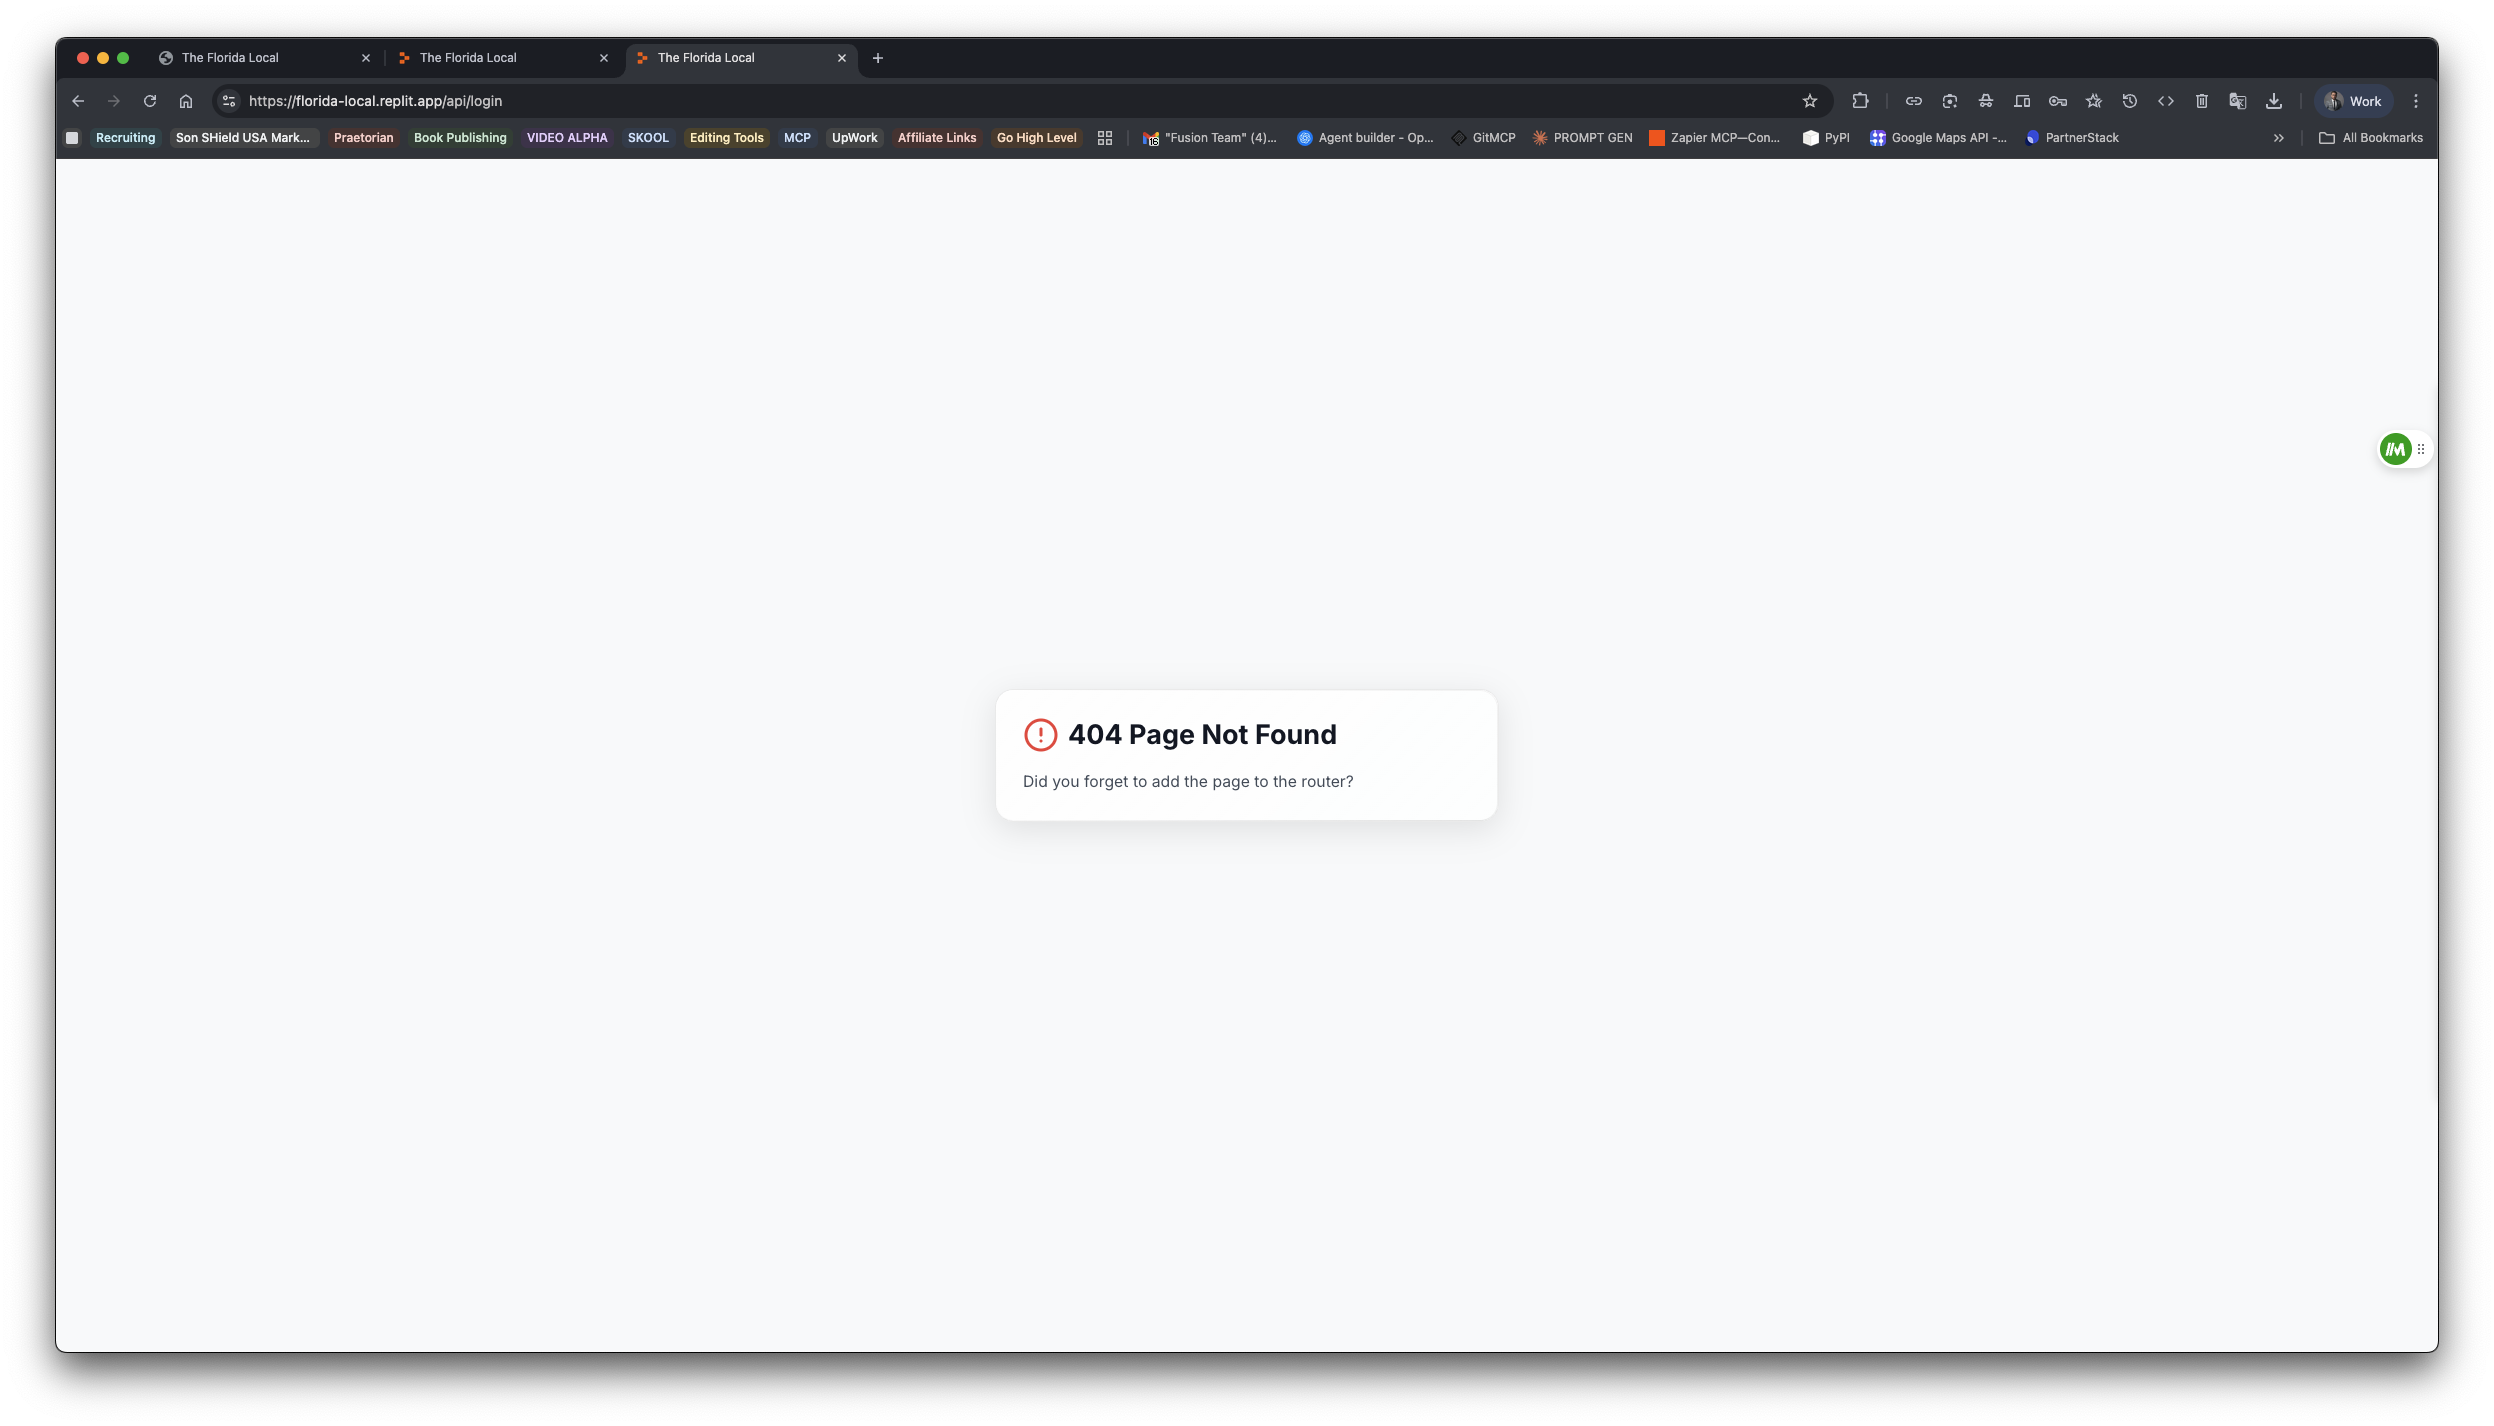 The Florida Local
The Florida Local
The Florida Local
https://florida-local.replit.app/api/login
Work
Recruiting
Son SHield USA Mark...
Praetorian
Book Publishing
VIDEO ALPHA
SKOOL
Editing Tools
MCP
UpWork
Affiliate Links
Go High Level
"Fusion Team" (4)...
Agent builder - Op...
GitMCP
PROMPT GEN
Zapier MCP—Con...
PyPI
Google Maps API -...
PartnerStack
All Bookmarks
404 Page Not Found
Did you forget to add the page to the router?